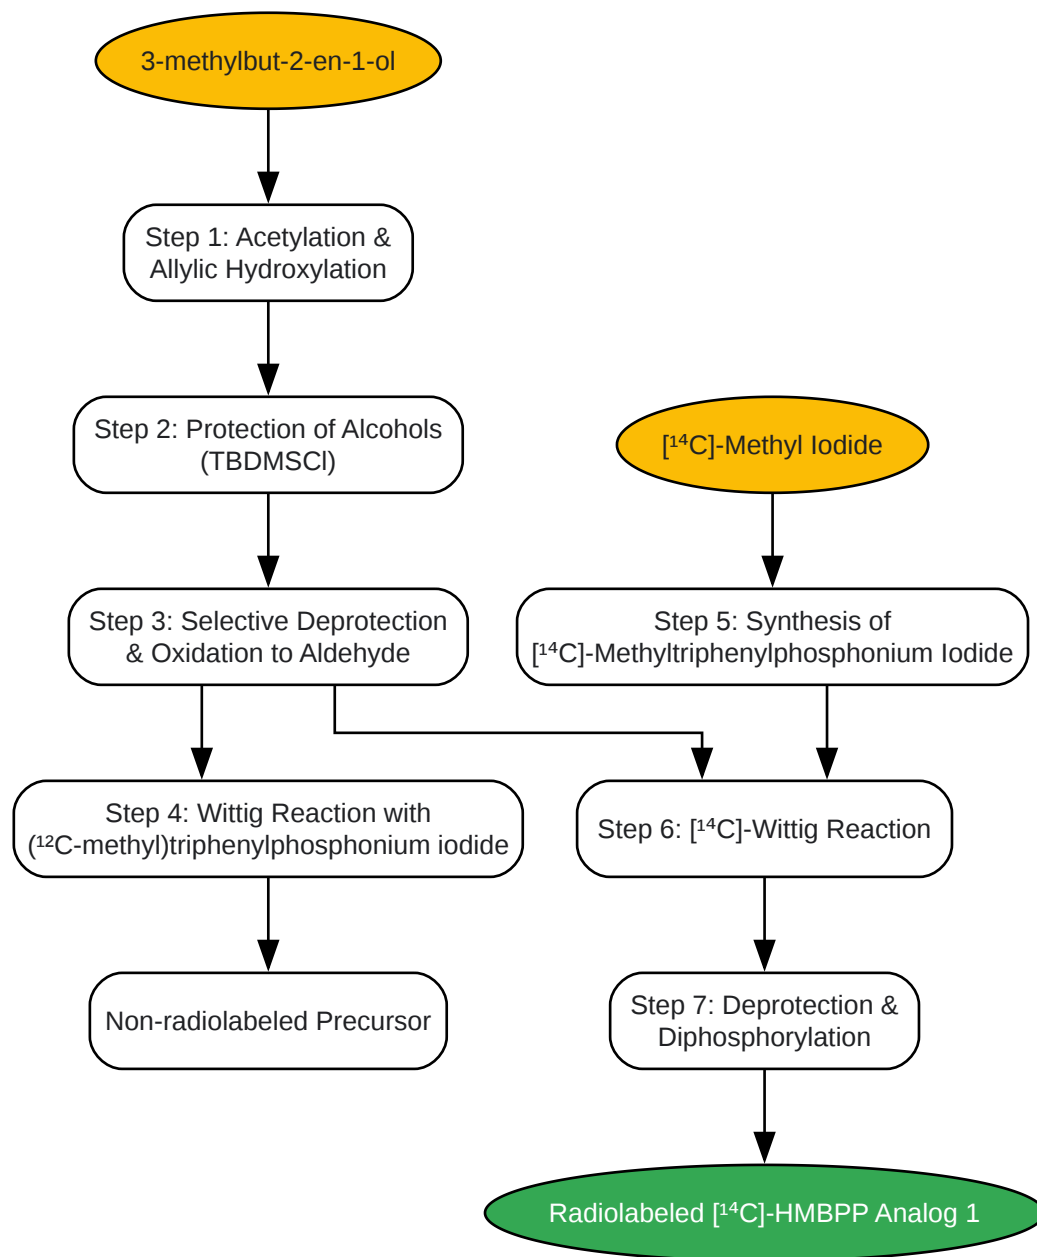 3-methylbut-2-en-1-ol
Step 1: Acetylation &
Allylic Hydroxylation
Step 2: Protection of Alcohols
(TBDMSCl)
[¹⁴C]-Methyl Iodide
Step 3: Selective Deprotection
& Oxidation to Aldehyde
Step 5: Synthesis of
[¹⁴C]-Methyltriphenylphosphonium Iodide
Step 4: Wittig Reaction with
(¹²C-methyl)triphenylphosphonium iodide
Step 6: [¹⁴C]-Wittig Reaction
Non-radiolabeled Precursor
Step 7: Deprotection &
Diphosphorylation
Radiolabeled [¹⁴C]-HMBPP Analog 1